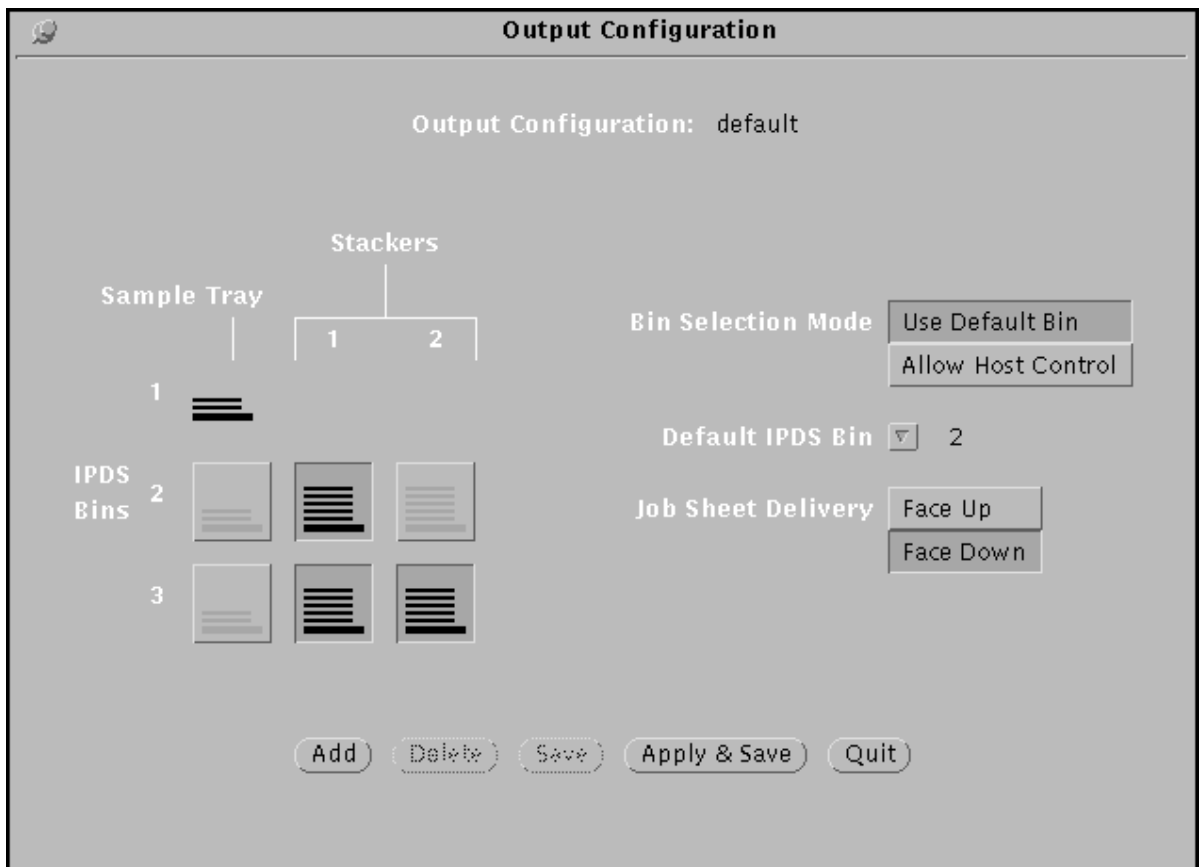 Output Configuration
Output Configuration: default
Stackers
Sample Tray
1 2
1
IPDS
Bins
2
3
Bin Selection Mode
Use Default Bin
Allow Host Control
Default IPDS Bin 2
Job Sheet Delivery
Face Up
Face Down
Add Delete Save Apply & Save Quit